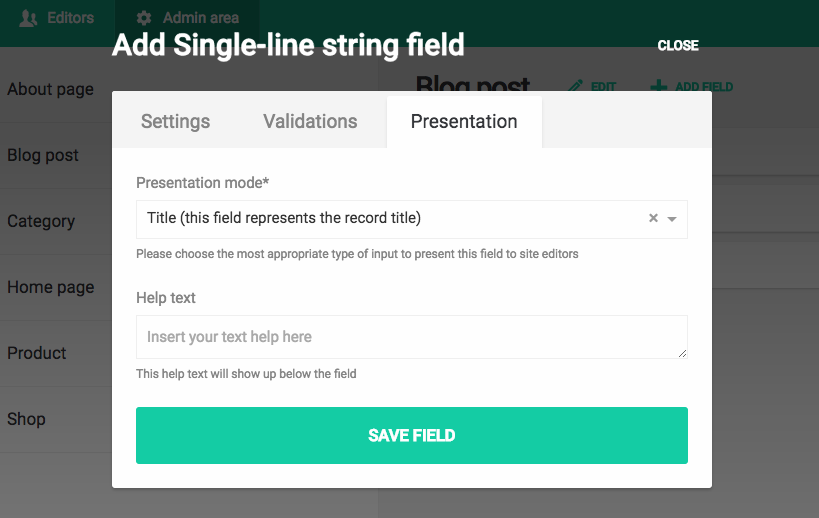 Editors
Admin area
Add Single-line string field
CLOSE
About page
Blog post
EDIT
ADD FIELD
Settings
Validations
Presentation
Blog post
Presentation mode*
Category
Title (this field represents the record title)
Please choose the most appropriate type of input to present this field to site editors
Home page
Help text
Insert your text help here
Product
This help text will show up below the field
Shop
SAVE FIELD